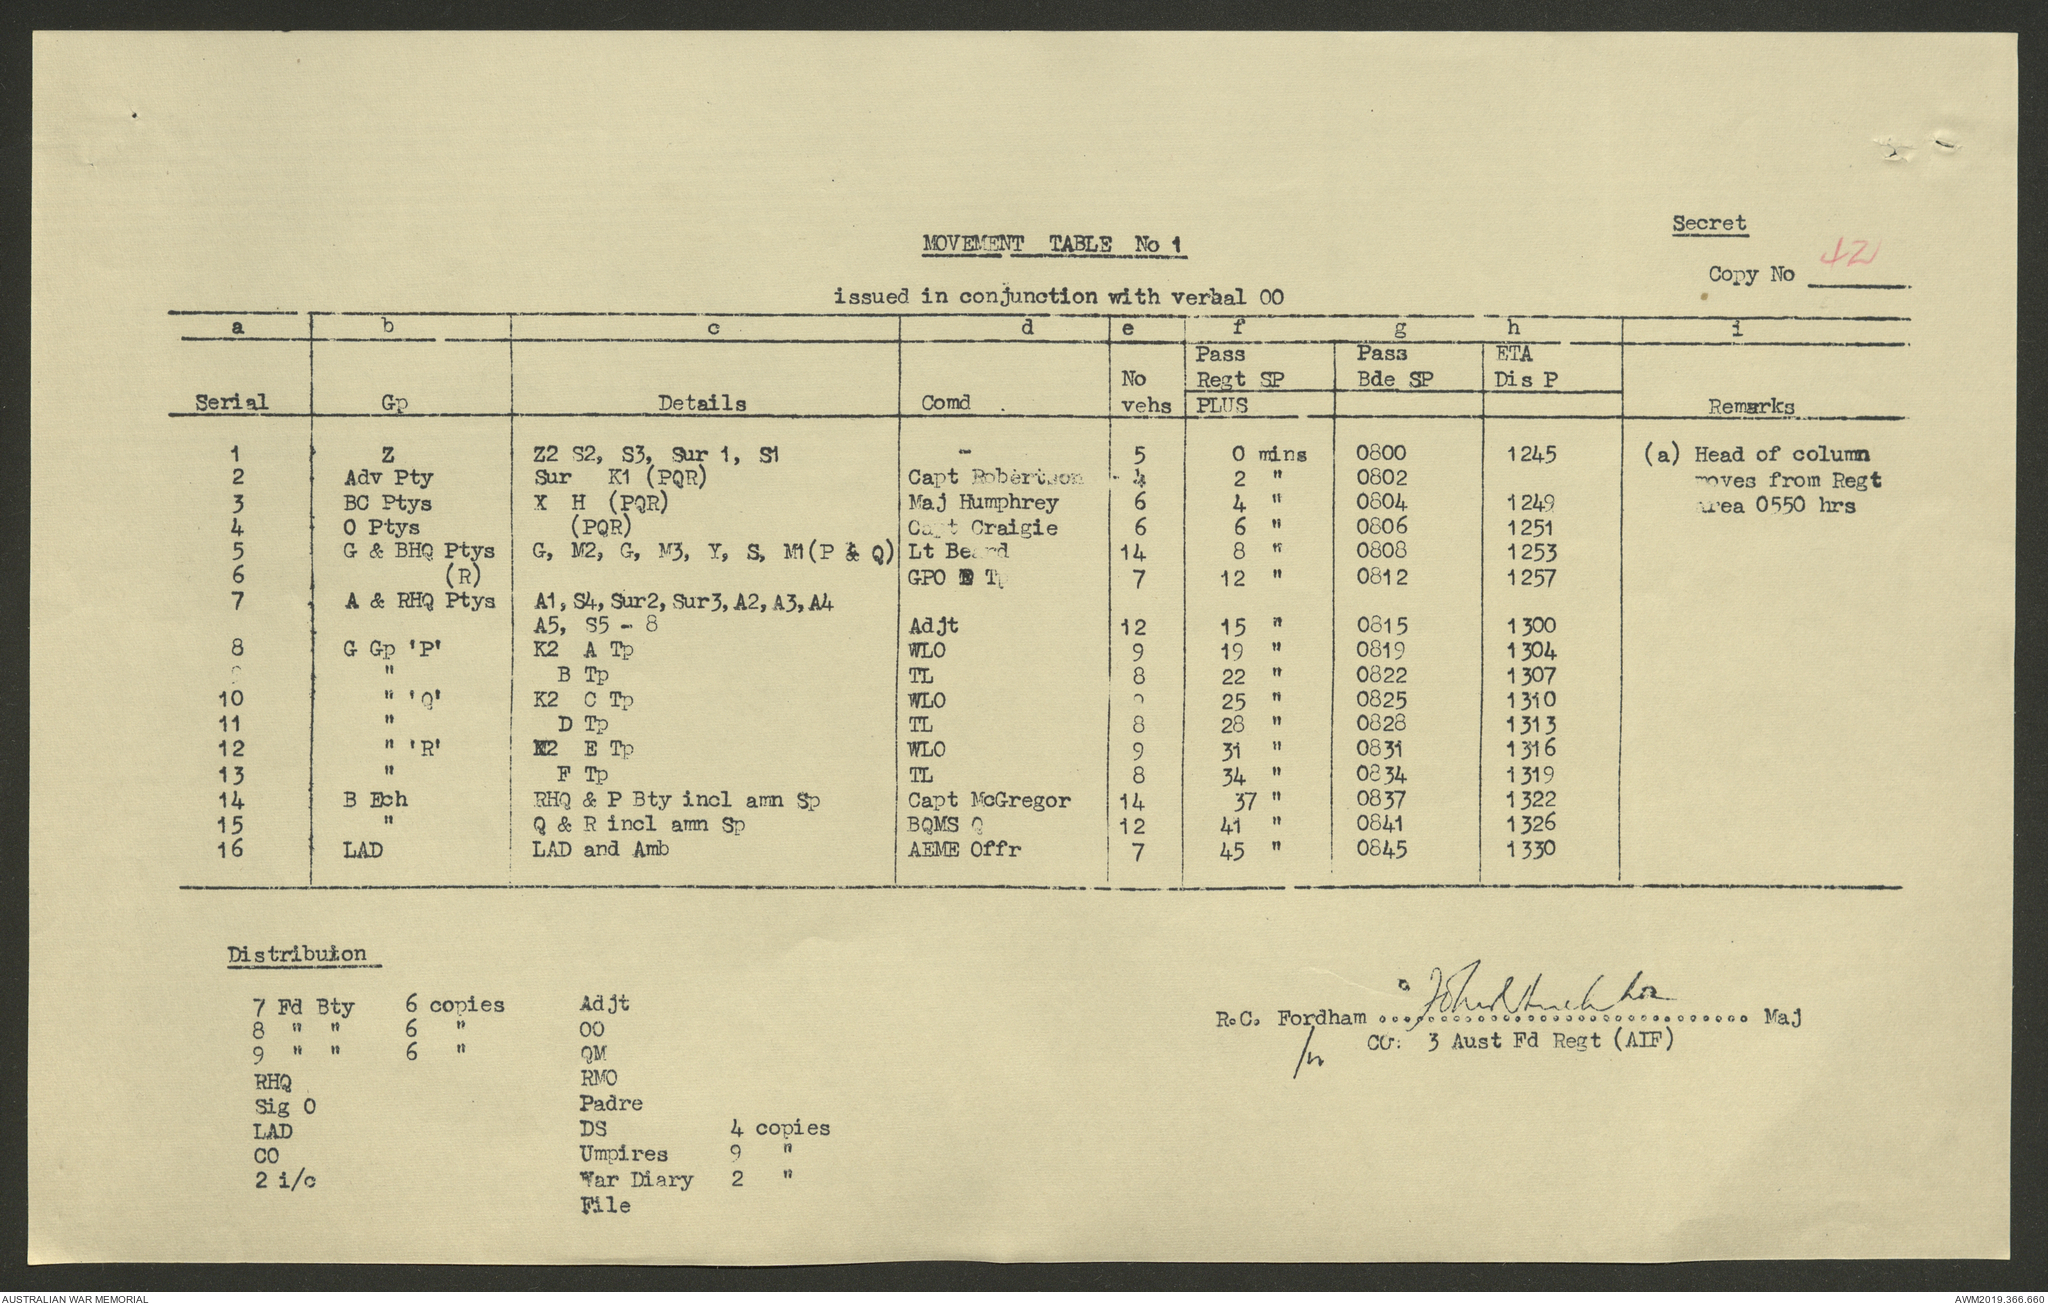 Secret
MOVEMENT TABLE No 1
Copy No 42
issued in conjunction with verbal OO
a b c d e f g h i
Pass Pass ETA
No Regt SP Bde SP Dis P
Serial Gp Details Comd vehs PLUS Remarks
1 Z Z2 S2, S3, Sur 1, S1 - 5 0 mins 0800 1245 (a) Head of column
2 Adv Pty Sur K1 (PQR) Capt Robertson - 4 2 " 0802 moves from Regt
3 BC Ptys X H (PQR) Maj Humphrey 6 4 " 0804 1249 area 0550 hrs
4 O Ptys (PQR) Capt Craigie 6 6 " 0806 1251
5 G & BHQ Ptys G, M2, G, M3, Y, S, M1(P & Q) Lt Beard 14 8 " 0808 1253
6 (R) GPO E Tp 7 12 " 0812 1257
7 A & RHQ Ptys A1, S4, Sur2, Sur3, A2, A3, A4
A5, S5 - 8 Adjt 12 15 " 0815 1300
8 G Gp 'P' K2 A Tp WLO 9 19 " 0819 1304
" B Tp TL 8 22 " 0822 1307
10 " 'Q' K2 C Tp WLO 25 " 0825 1310
11 " D Tp TL 8 28 " 0828 1313
12 " 'R' K2 E Tp WLO 9 31 " 0831 1316
13 " F Tp TL 8 34 " 0834 1319
14 B Ech RHQ & P Bty incl amn Sp Capt McGregor 14 37 " 0837 1322
15 " Q & R incl amn Sp BQMS Q 12 41 " 0841 1326
16 LAD LAD and Amb AEME Offr 7 45 " 0845 1330
Distribuion
7 Fd Bty 6 copies Adjt
8 " " 6 " OO
9 " " 6 " QM
RHQ RMO
Sig O Padre
LAD DS 4 copies
CO Umpires 9 "
2 i/c War Diary 2 "
File
R.C. Fordham .............................. Maj
CO: 3 Aust Fd Regt (AIF)
AUSTRALIAN WAR MEMORIAL
AWM2019.366.660